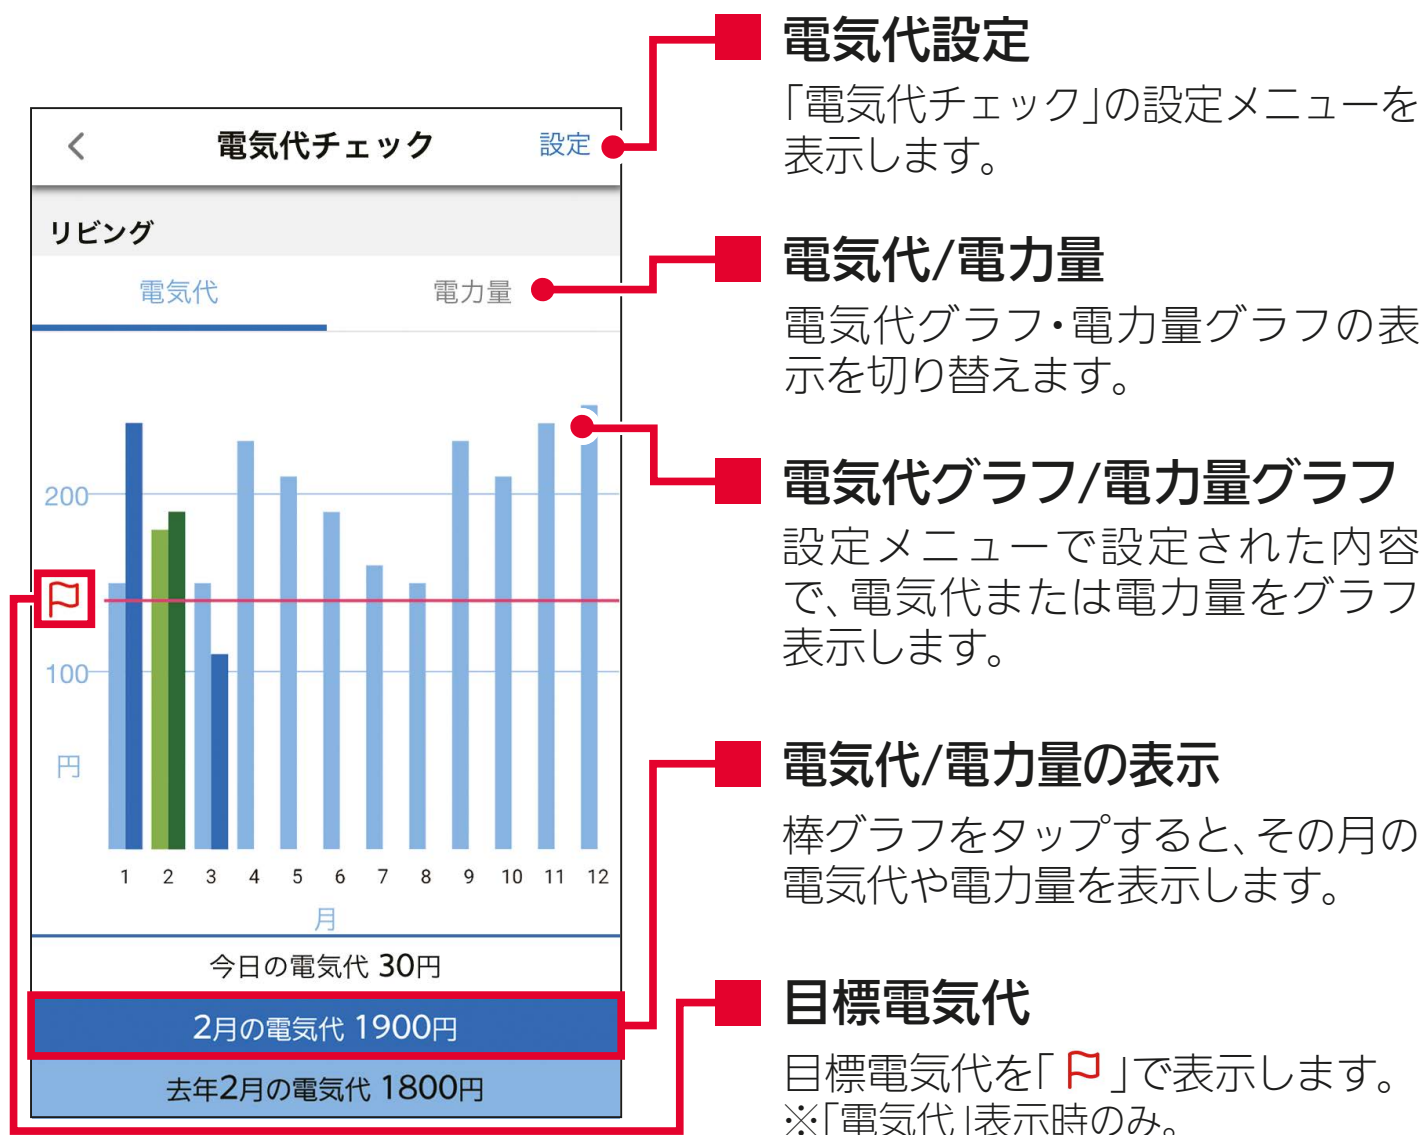 電気代チェック
設定
リビング
電気代
電力量
200
100
円
1 2 3 4 5 6 7 8 9 10 11 12
月
今日の電気代 30円
2月の電気代 1900円
去年2月の電気代 1800円
電気代設定
「電気代チェック」の設定メニューを
表示します。
電気代/電力量
電気代グラフ・電力量グラフの表
示を切り替えます。
電気代グラフ/電力量グラフ
設定メニューで設定された内容
で、電気代または電力量をグラフ
表示します。
電気代/電力量の表示
棒グラフをタップすると、その月の
電気代や電力量を表示します。
目標電気代
目標電気代を「 」で表示します。
※「電気代」表示時のみ。